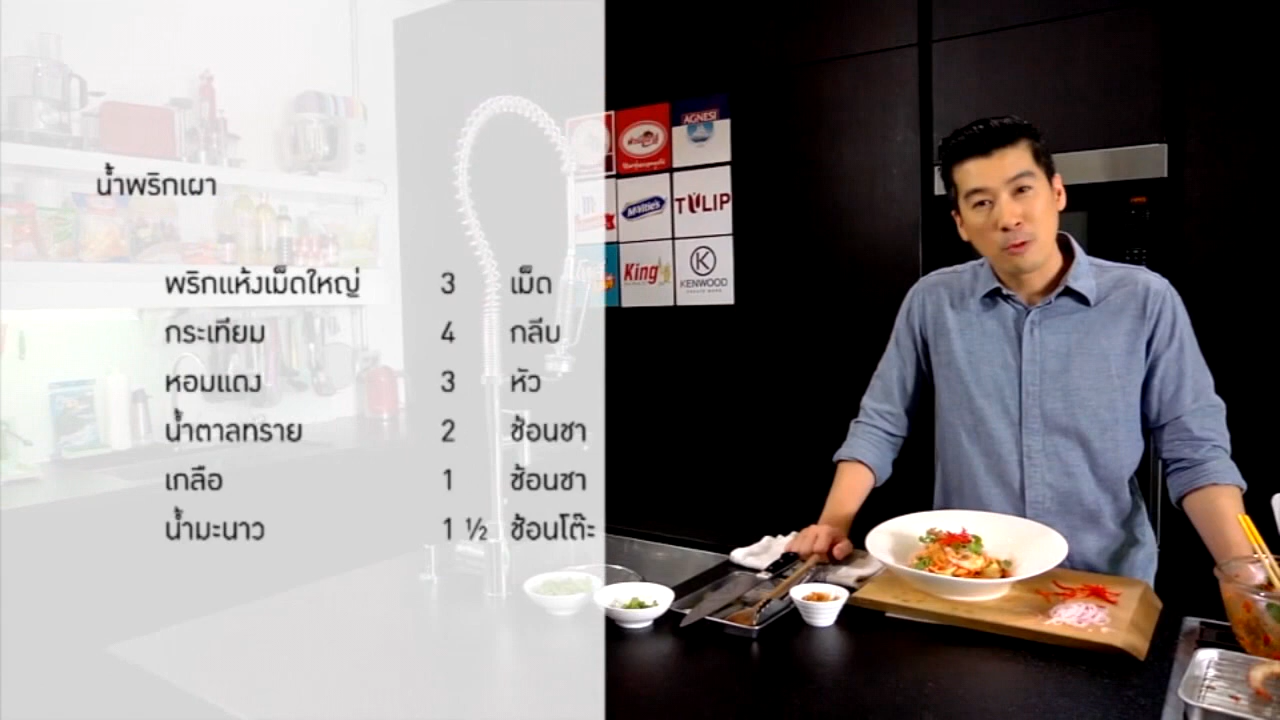 น้ำพริกเผา
พริกแห้งเม็ดใหญ่ 3 เม็ด
กระเทียม 4 กลีบ
หอมแดง 3 หัว
น้ำตาลทราย 2 ช้อนชา
เกลือ 1 ช้อนชา
น้ำมะนาว 1 ½ ช้อนโต๊ะ
AGNESI
McVitie's
TULIP
King
KENWOOD